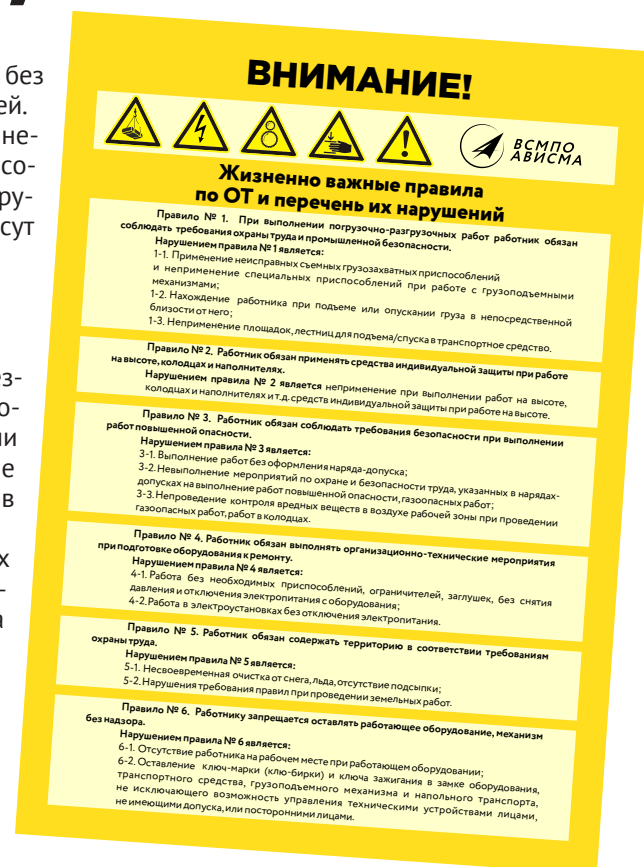 без
ей.
не-
со-
ру-
сут
ез-
о-
ли
ие
в
х
-
а
ВНИМАНИЕ!
ВСМПО
АВИСМА
Жизненно важные правила
по ОТ и перечень их нарушений
Правило № 1. При выполнении погрузочно-разгрузочных работ работник обязан
соблюдать требования охраны труда и промышленной безопасности.
Нарушением правила № 1 является:
1-1. Применение неисправных съемных грузозахватных приспособлений
и неприменение специальных приспособлений при работе с грузоподъемными
механизмами;
1-2. Нахождение работника при подъеме или опускании груза в непосредственной
близости от него;
1-3. Неприменение площадок, лестниц для подъема/спуска в транспортное средство.
Правило № 2. Работник обязан применять средства индивидуальной защиты при работе
на высоте, колодцах и наполнителях.
Нарушением правила № 2 является неприменение при выполнении работ на высоте,
колодцах и наполнителях и т.д. средств индивидуальной защиты при работе на высоте.
Правило № 3. Работник обязан соблюдать требования безопасности при выполнении
работ повышенной опасности.
Нарушением правила № 3 является:
3-1. Выполнение работ без оформления наряда-допуска;
3-2. Невыполнение мероприятий по охране и безопасности труда, указанных в нарядах-
допусках на выполнение работ повышенной опасности, газоопасных работ;
3-3. Непроведение контроля вредных веществ в воздухе рабочей зоны при проведении
газоопасных работ, работ в колодцах.
Правило № 4. Работник обязан выполнять организационно-технические мероприятия
при подготовке оборудования к ремонту.
Нарушением правила № 4 является:
4-1. Работа без необходимых приспособлений, ограничителей, заглушек, без снятия
давления и отключения электропитания с оборудования;
4-2. Работа в электроустановках без отключения электропитания.
Правило № 5. Работник обязан содержать территорию в соответствии требованиям
охраны труда.
Нарушением правила № 5 является:
5-1. Несвоевременная очистка от снега, льда, отсутствие подсыпки;
5-2. Нарушения требования правил при проведении земельных работ.
Правило № 6. Работнику запрещается оставлять работающее оборудование, механизм
без надзора.
Нарушением правила № 6 является:
6-1. Отсутствие работника на рабочем месте при работающем оборудовании;
6-2. Оставление ключ-марки (клю-бирки) и ключа зажигания в замке оборудования,
транспортного средства, грузоподъемного механизма и напольного транспорта,
не исключающего возможность управления техническими устройствами лицами,
не имеющими допуска, или посторонними лицами.